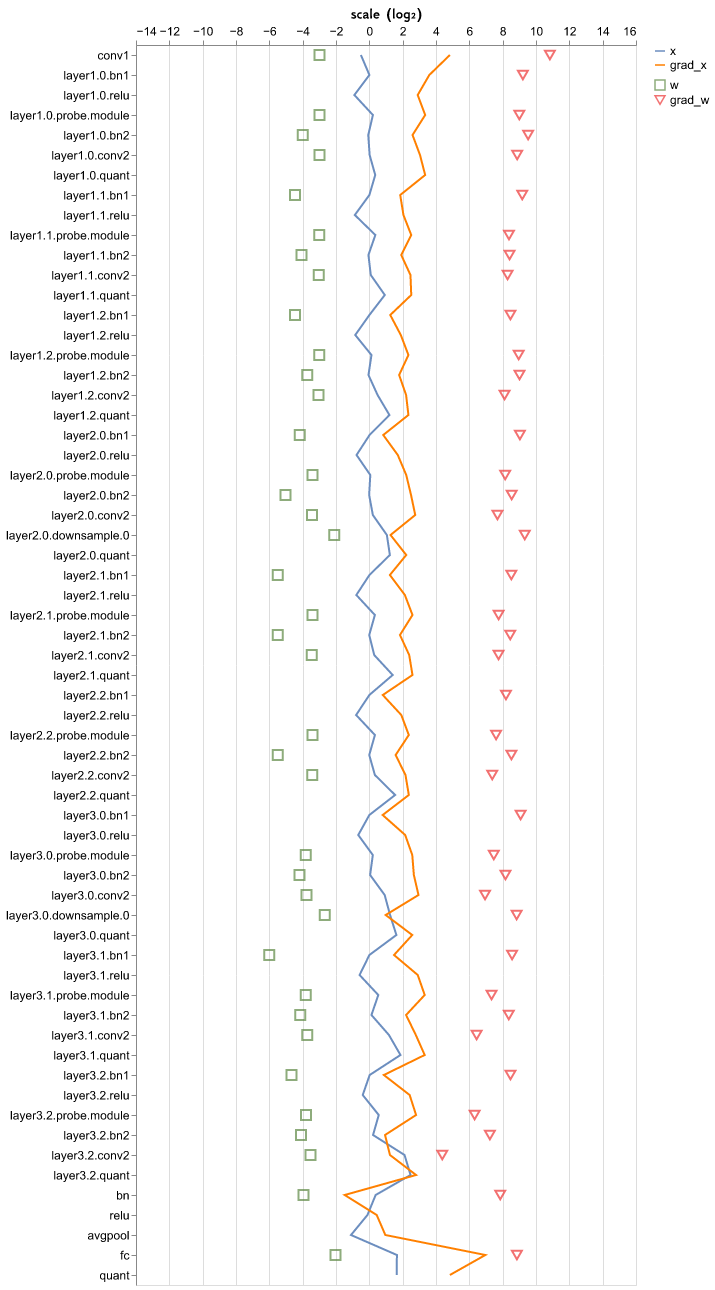 scale (log₂)
−14 −12 −10 −8 −6 −4 −2 0 2 4 6 8 10 12 14 16
x
grad_x
w
grad_w
conv1
layer1.0.bn1
layer1.0.relu
layer1.0.probe.module
layer1.0.bn2
layer1.0.conv2
layer1.0.quant
layer1.1.bn1
layer1.1.relu
layer1.1.probe.module
layer1.1.bn2
layer1.1.conv2
layer1.1.quant
layer1.2.bn1
layer1.2.relu
layer1.2.probe.module
layer1.2.bn2
layer1.2.conv2
layer1.2.quant
layer2.0.bn1
layer2.0.relu
layer2.0.probe.module
layer2.0.bn2
layer2.0.conv2
layer2.0.downsample.0
layer2.0.quant
layer2.1.bn1
layer2.1.relu
layer2.1.probe.module
layer2.1.bn2
layer2.1.conv2
layer2.1.quant
layer2.2.bn1
layer2.2.relu
layer2.2.probe.module
layer2.2.bn2
layer2.2.conv2
layer2.2.quant
layer3.0.bn1
layer3.0.relu
layer3.0.probe.module
layer3.0.bn2
layer3.0.conv2
layer3.0.downsample.0
layer3.0.quant
layer3.1.bn1
layer3.1.relu
layer3.1.probe.module
layer3.1.bn2
layer3.1.conv2
layer3.1.quant
layer3.2.bn1
layer3.2.relu
layer3.2.probe.module
layer3.2.bn2
layer3.2.conv2
layer3.2.quant
bn
relu
avgpool
fc
quant